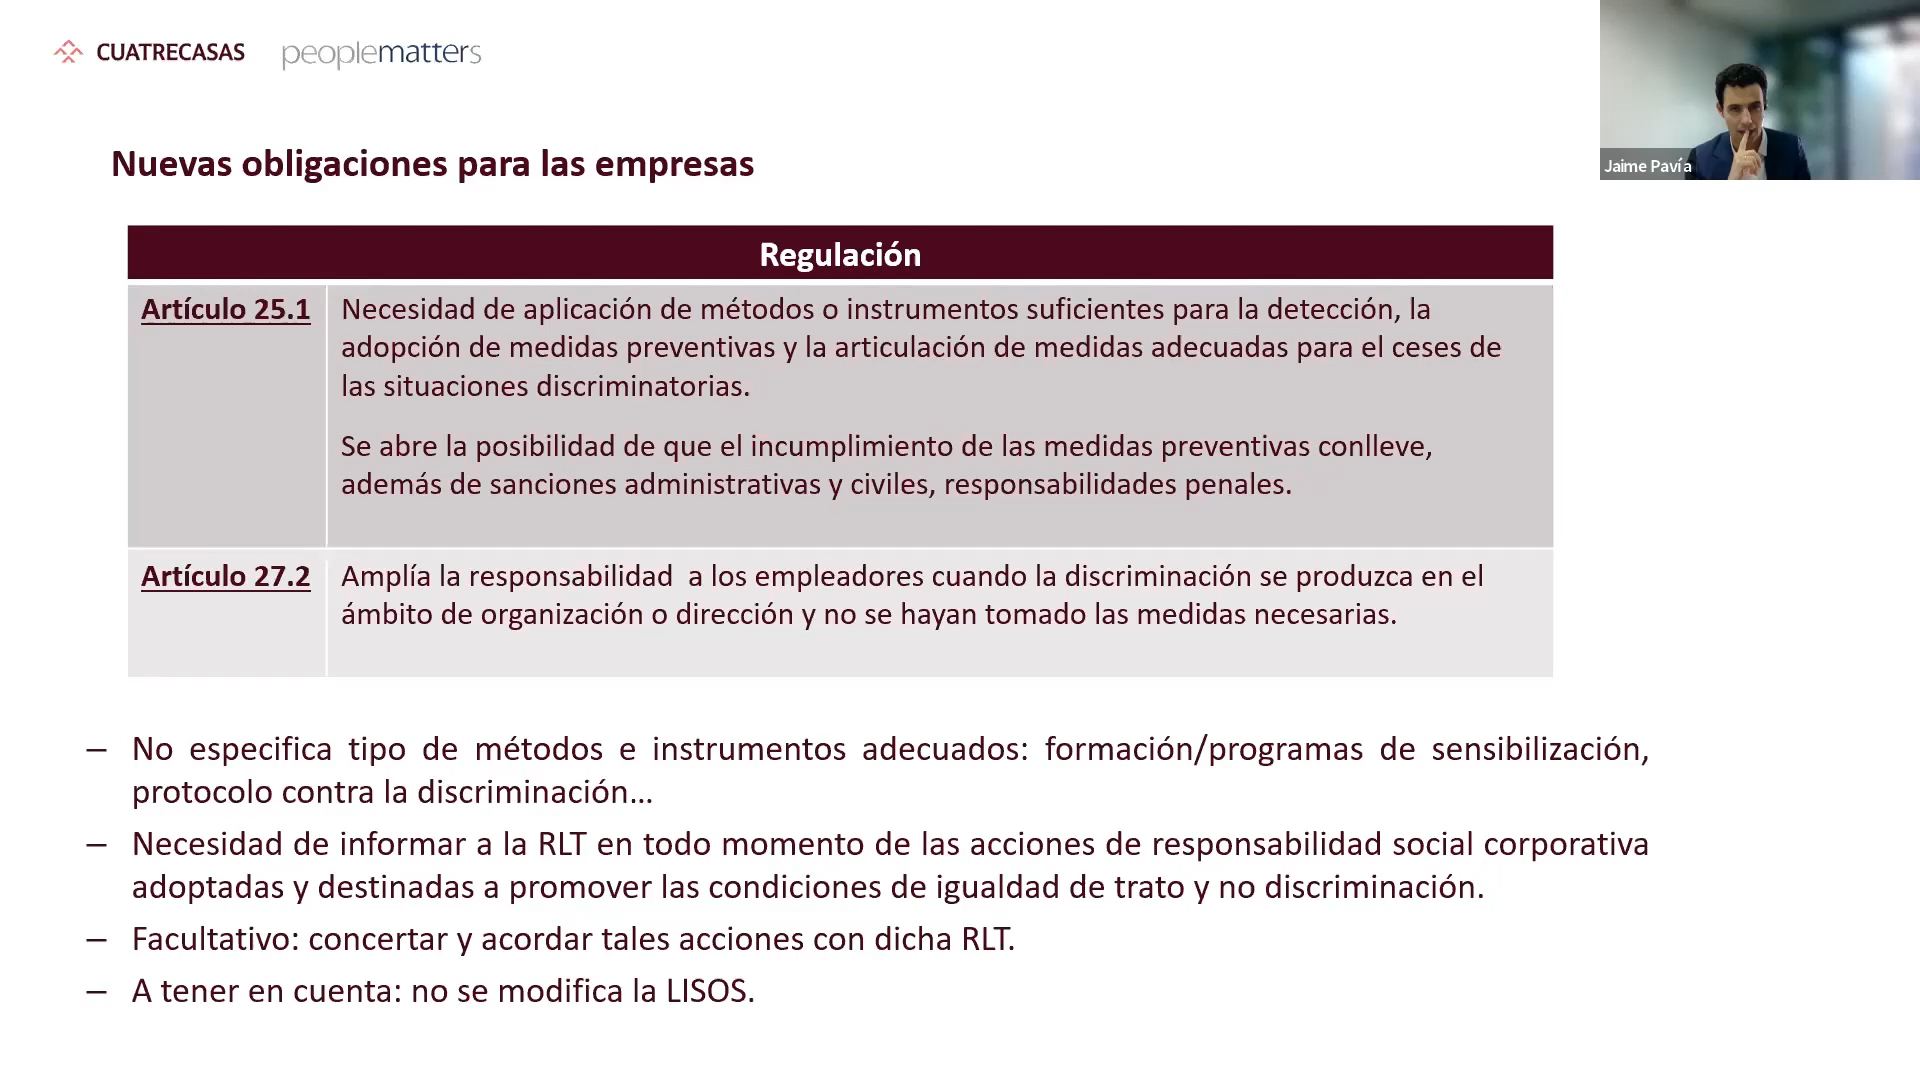 CUATRECASAS
peoplematters
Jaime Pavía
Nuevas obligaciones para las empresas
Regulación
Artículo 25.1
Necesidad de aplicación de métodos o instrumentos suficientes para la detección, la
adopción de medidas preventivas y la articulación de medidas adecuadas para el ceses de
las situaciones discriminatorias.
Se abre la posibilidad de que el incumplimiento de las medidas preventivas conlleve,
además de sanciones administrativas y civiles, responsabilidades penales.
Artículo 27.2
Amplía la responsabilidad  a los empleadores cuando la discriminación se produzca en el
ámbito de organización o dirección y no se hayan tomado las medidas necesarias.
– No especifica tipo de métodos e instrumentos adecuados: formación/programas de sensibilización,
protocolo contra la discriminación…
– Necesidad de informar a la RLT en todo momento de las acciones de responsabilidad social corporativa
adoptadas y destinadas a promover las condiciones de igualdad de trato y no discriminación.
– Facultativo: concertar y acordar tales acciones con dicha RLT.
– A tener en cuenta: no se modifica la LISOS.